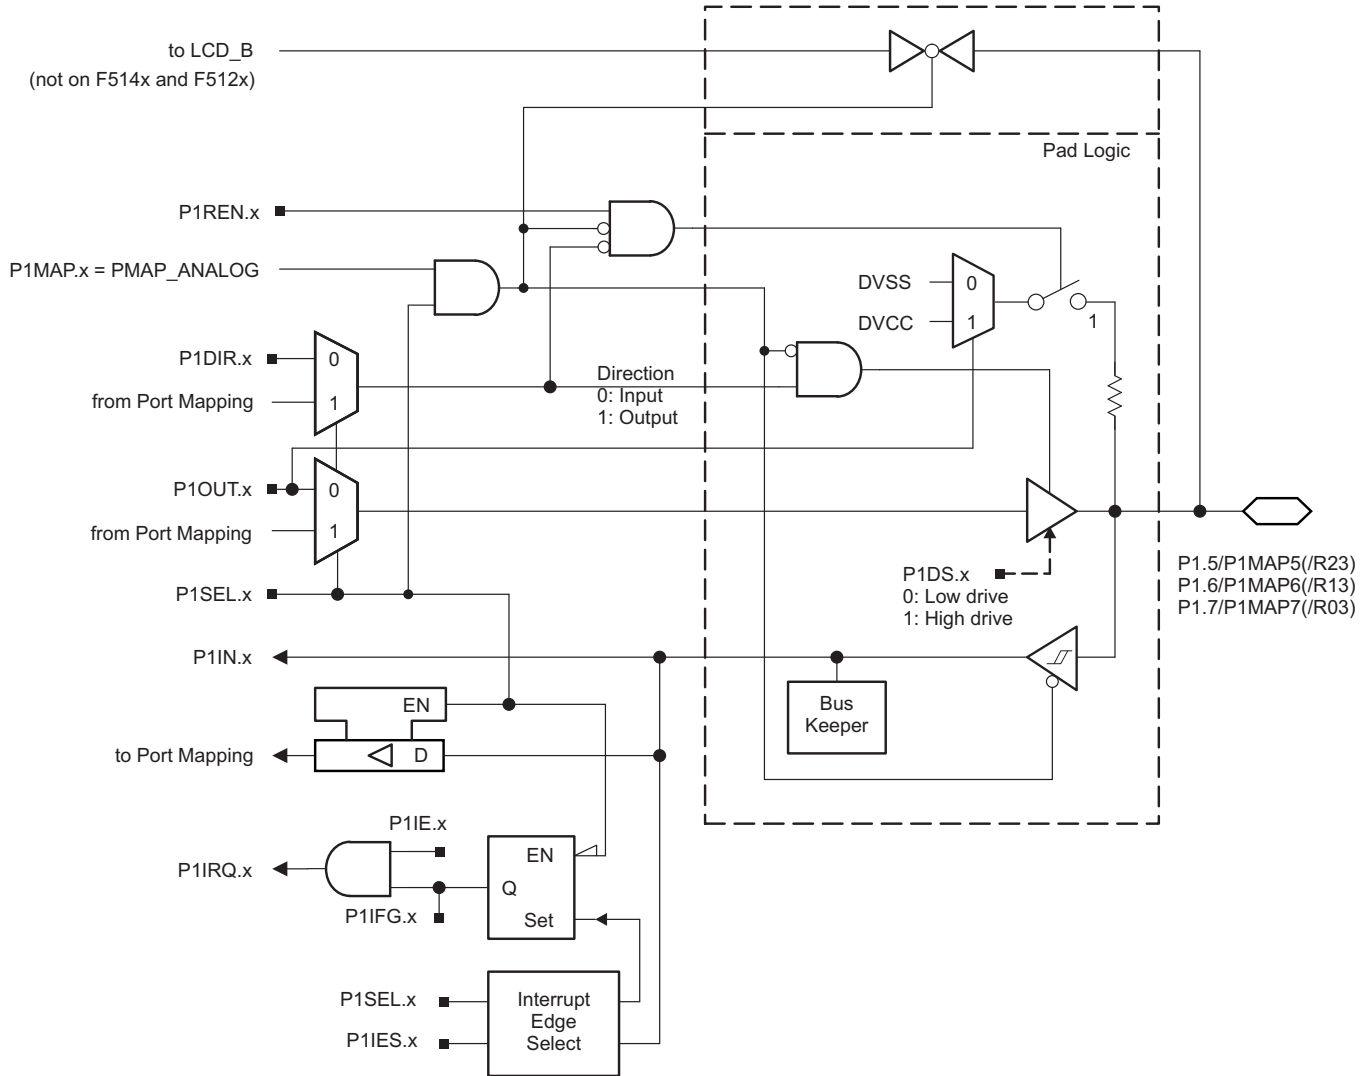 to LCD_B
(not on F514x and F512x)
Pad Logic
P1REN.x
P1MAP.x = PMAP_ANALOG
DVSS
0
DVCC
1
1
P1DIR.x
0
from Port Mapping
1
Direction
0: Input
1: Output
P1OUT.x
0
from Port Mapping
1
P1SEL.x
P1DS.x
0: Low drive
1: High drive
P1.5/P1MAP5(/R23)
P1.6/P1MAP6(/R13)
P1.7/P1MAP7(/R03)
P1IN.x
Bus
Keeper
EN
to Port Mapping
D
P1IE.x
P1IRQ.x
EN
Q
P1IFG.x
Set
P1SEL.x
P1IES.x
Interrupt
Edge
Select